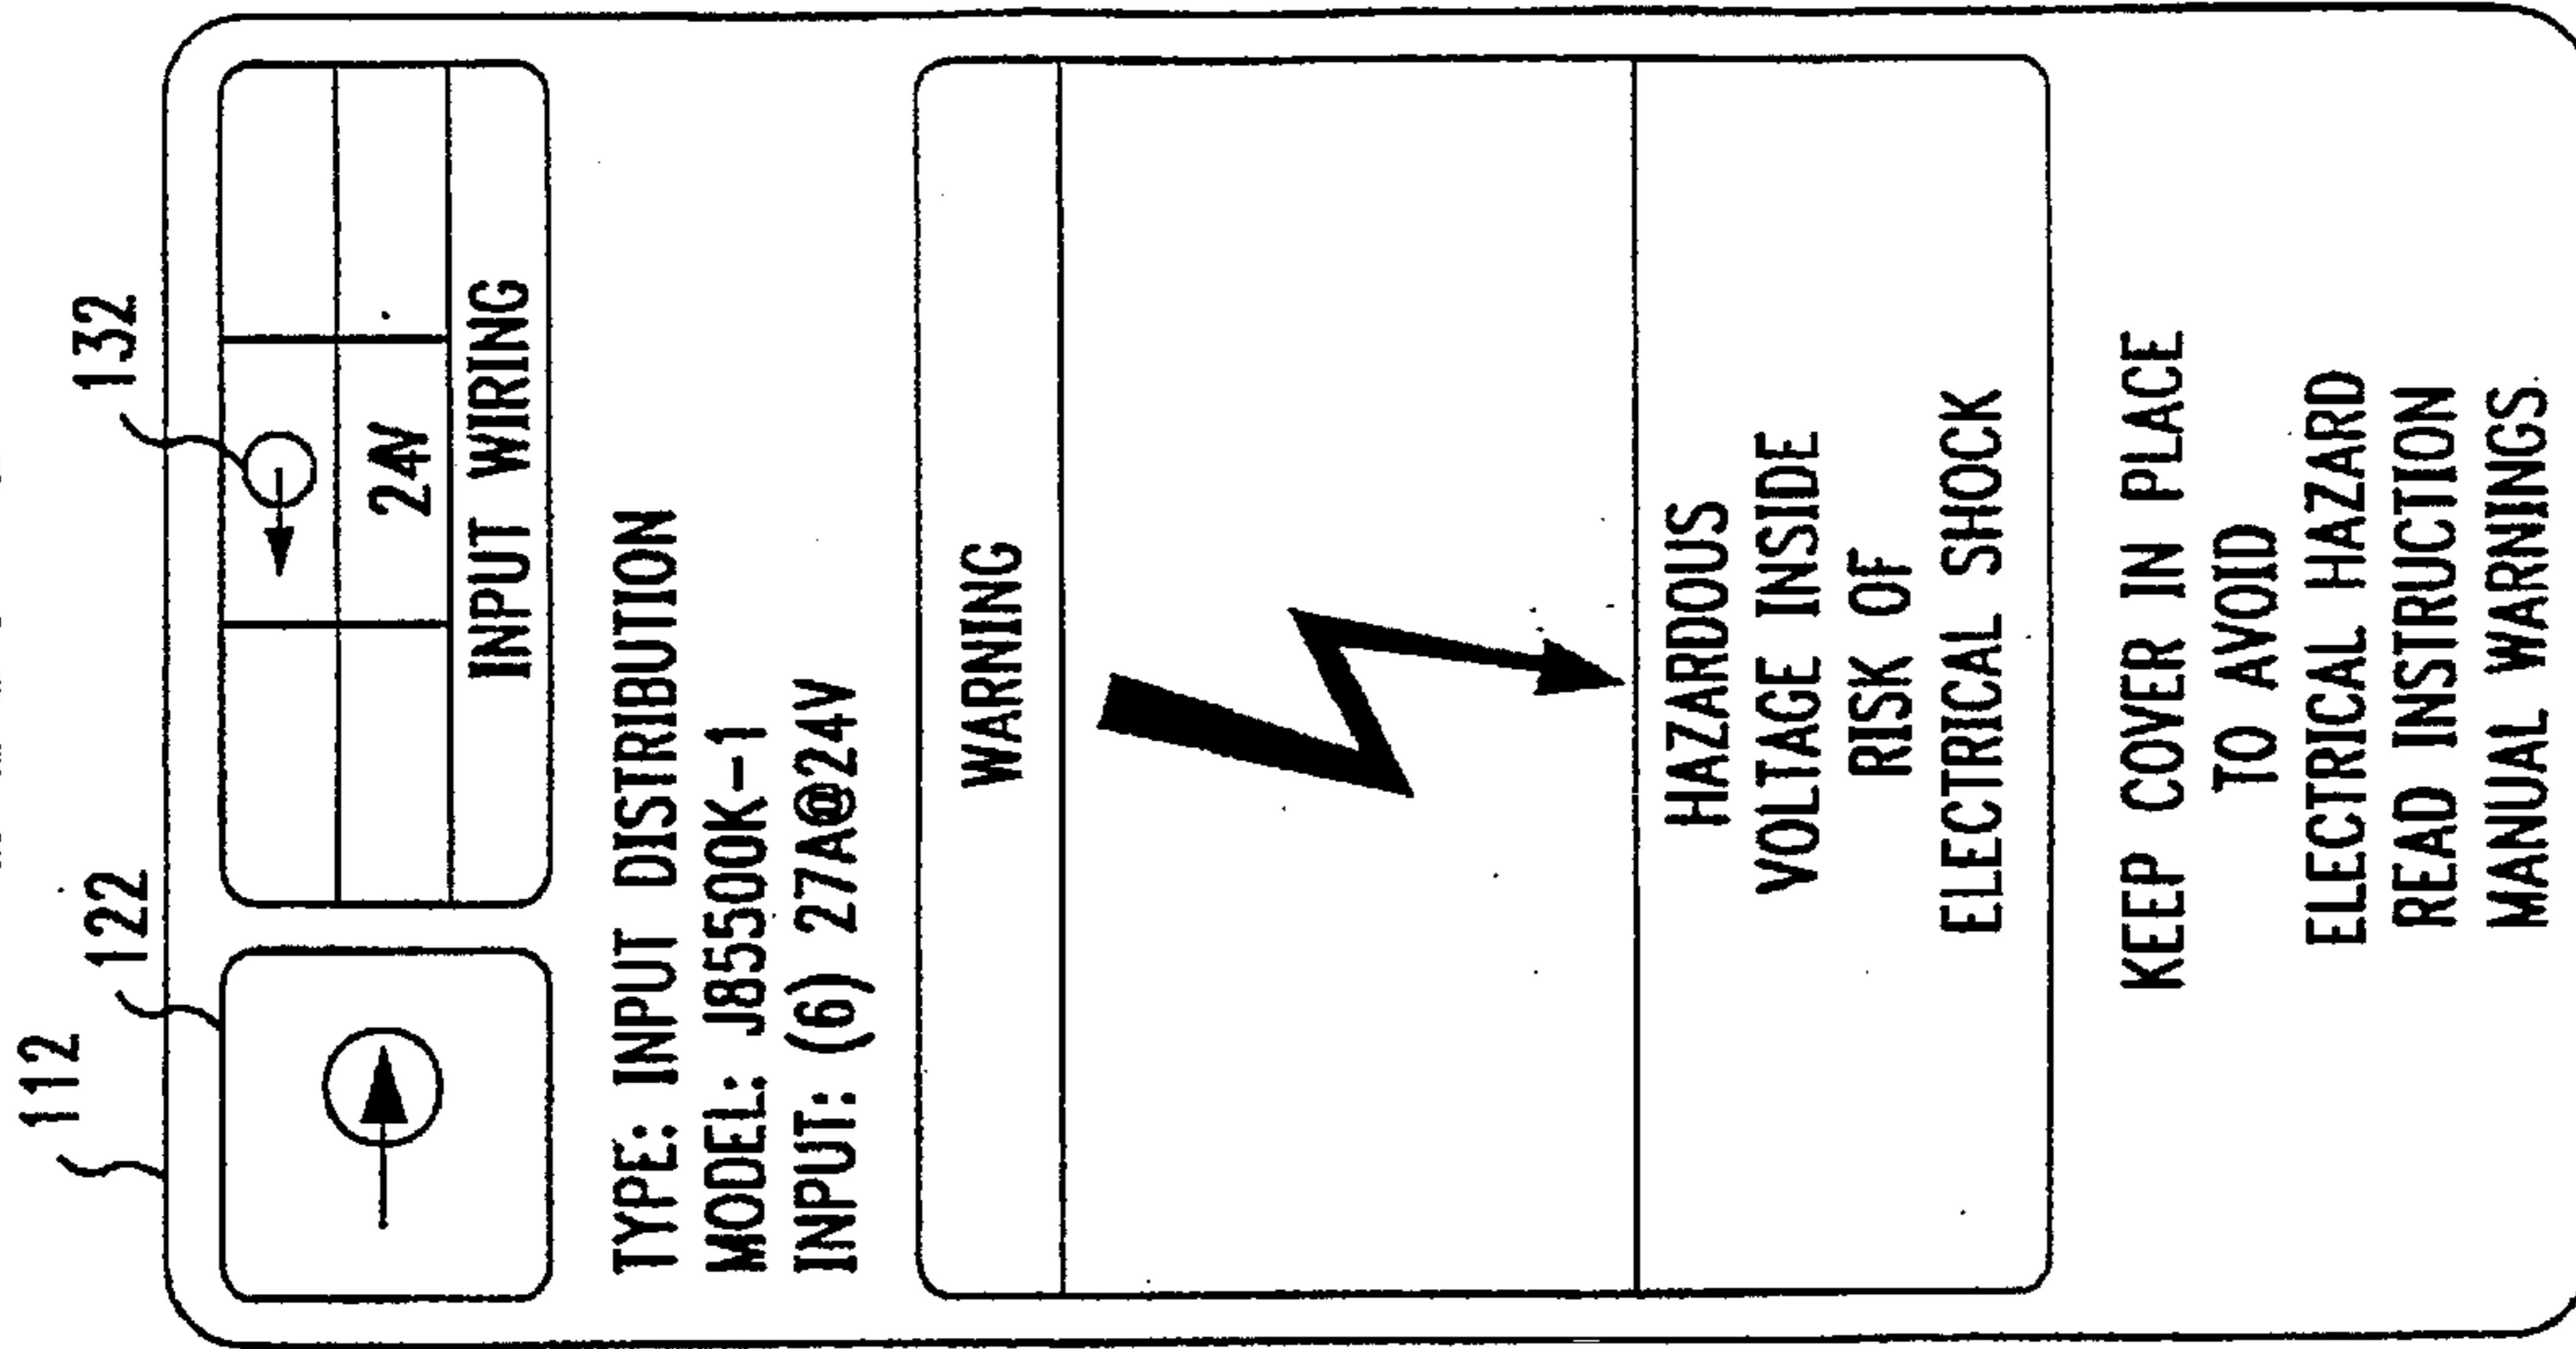 112
122
132
24V
INPUT WIRING
TYPE: INPUT DISTRIBUTION
MODEL: J85500K-1
INPUT: (6) 27A@24V
WARNING
HAZARDOUS
VOLTAGE INSIDE
RISK OF
ELECTRICAL SHOCK
KEEP COVER IN PLACE
TO AVOID
ELECTRICAL HAZARD
READ INSTRUCTION
MANUAL WARNINGS